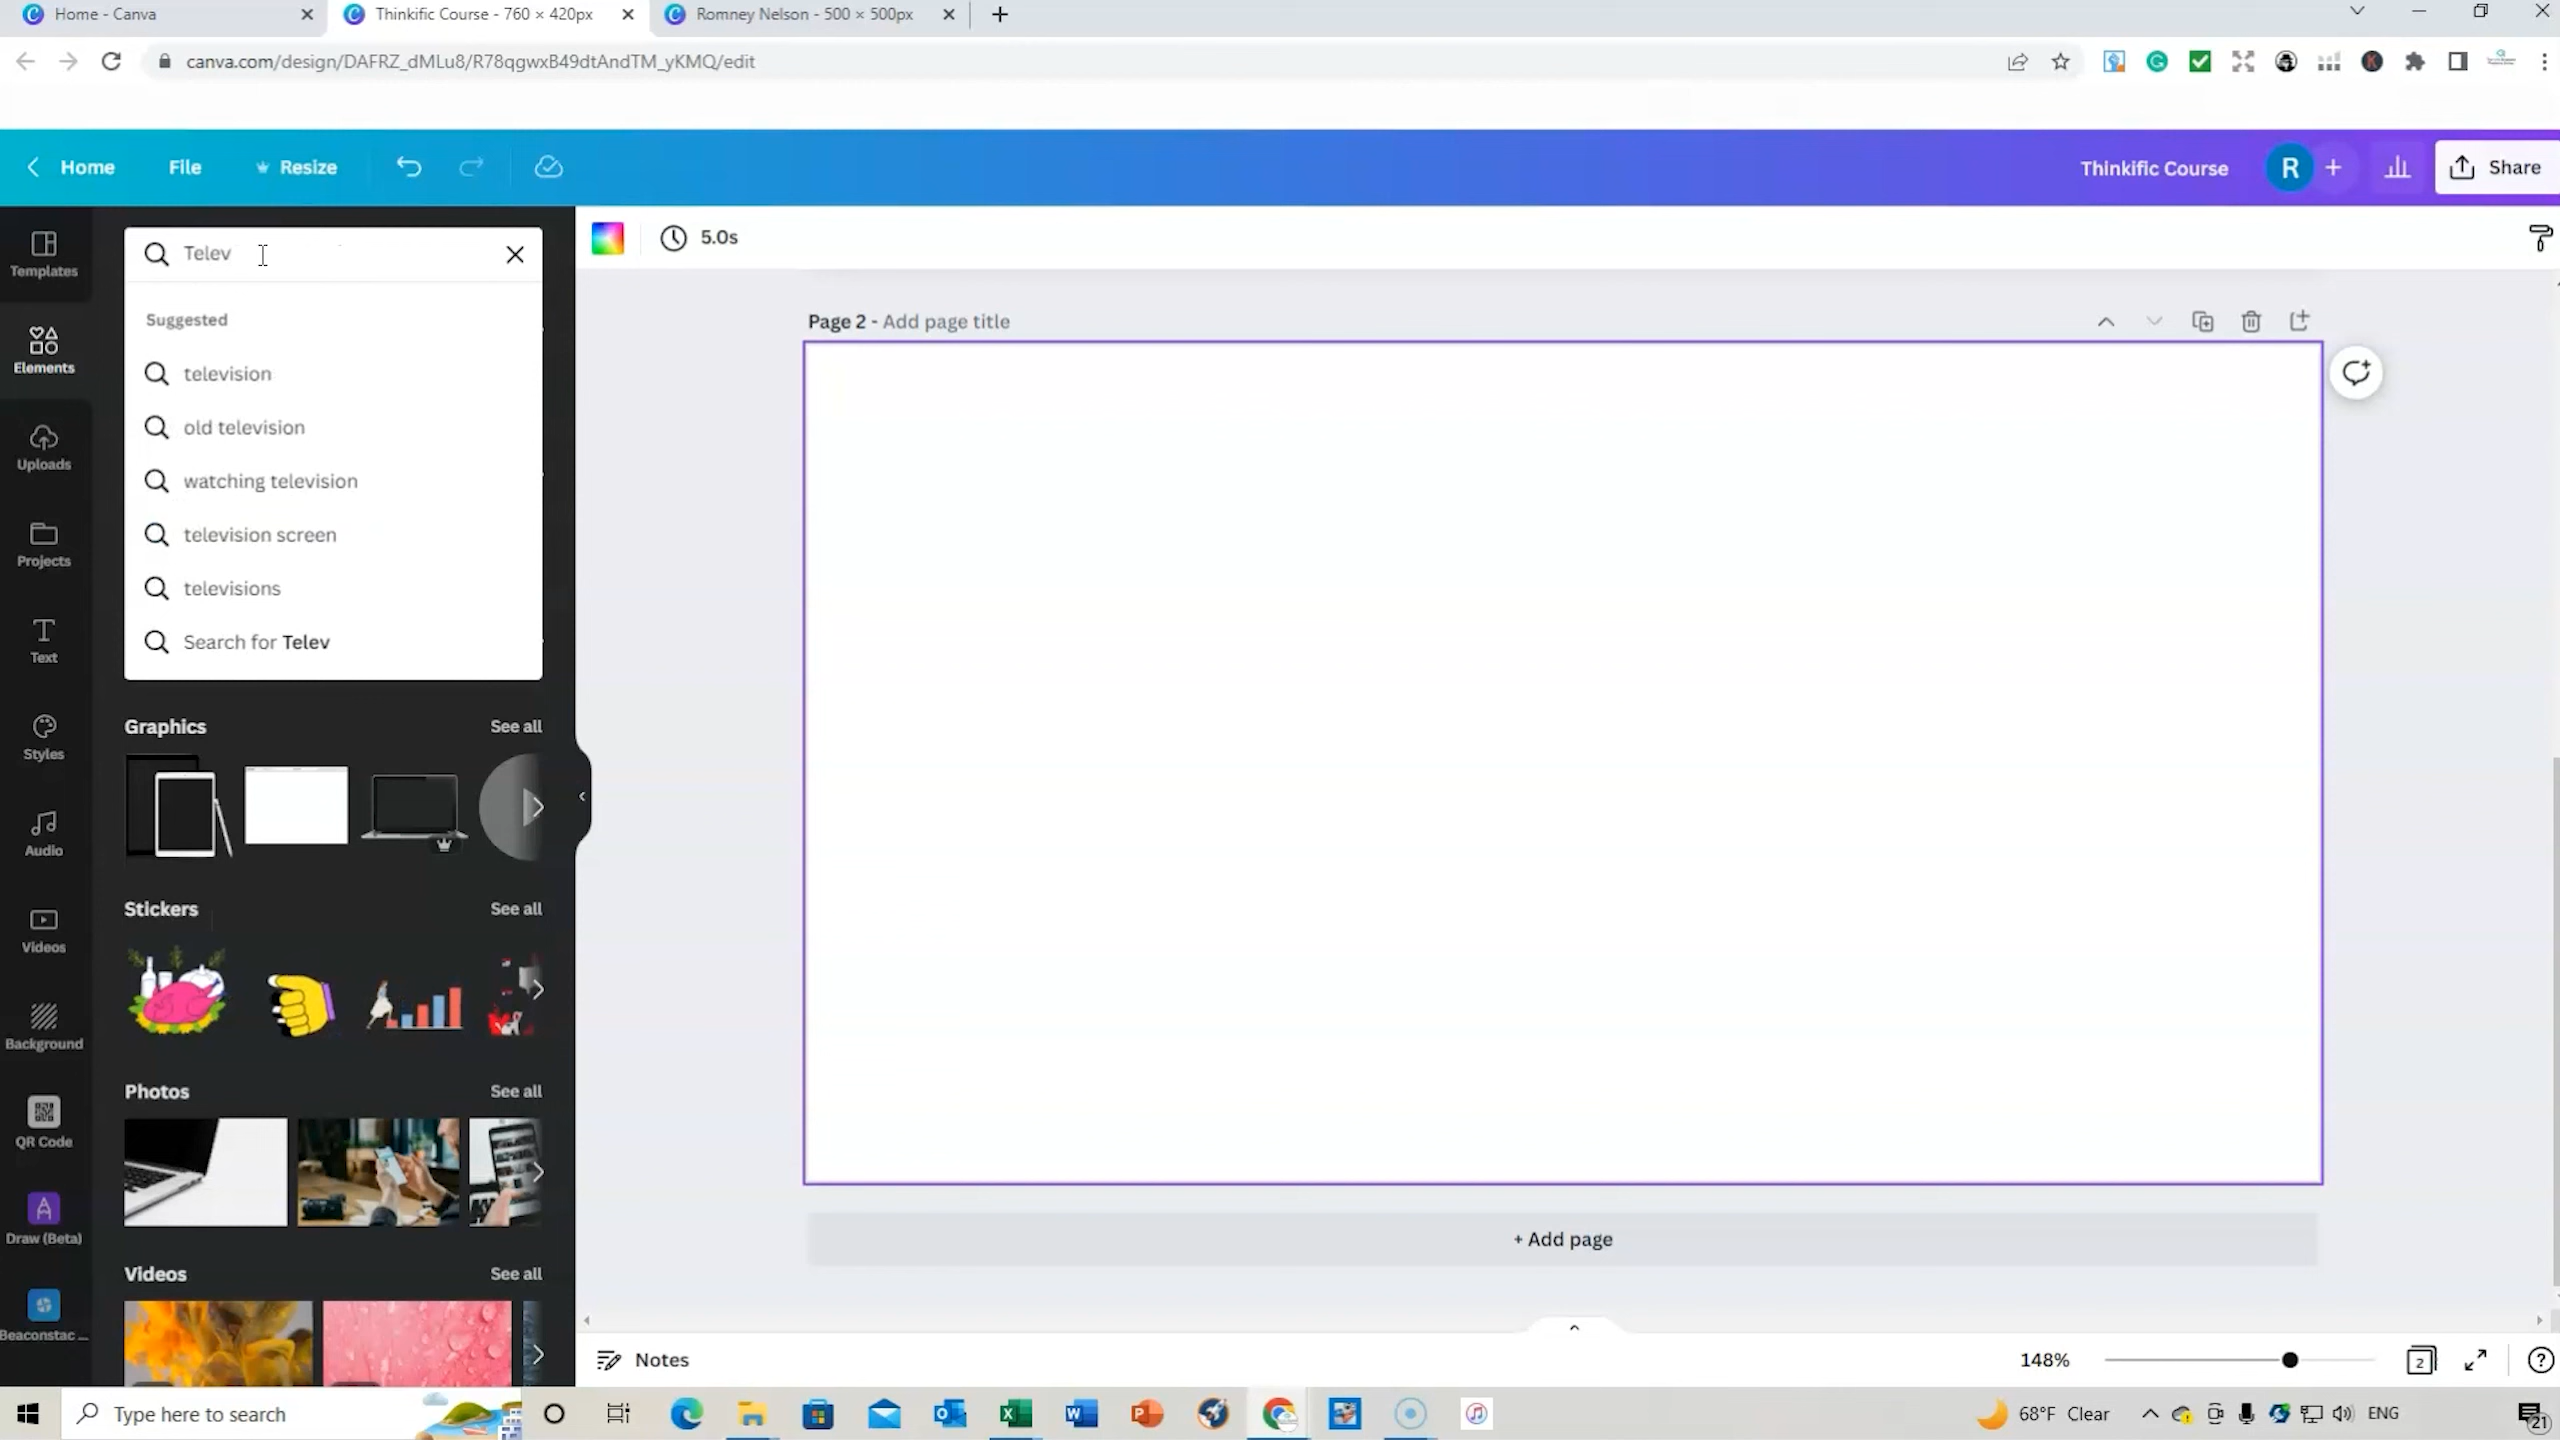 Home - Canva
Thinkific Course - 760 × 420px
Romney Nelson - 500 × 500px
canva.com/design/DAFRZ_dMLu8/R78qgwxB49dtAndTM_yKMQ/edit
Home
File
Resize
Thinkific Course
R
Share
Templates
Elements
Uploads
Projects
Text
Styles
Audio
Videos
Background
QR Code
Draw (Beta)
Beaconstac ...
Telev
Suggested
television
old television
watching television
television screen
televisions
Search for Telev
Graphics
See all
Stickers
See all
Photos
See all
Videos
See all
5.0s
Page 2 - Add page title
+ Add page
Notes
148%
2
Type here to search
68°F Clear
ENG
21